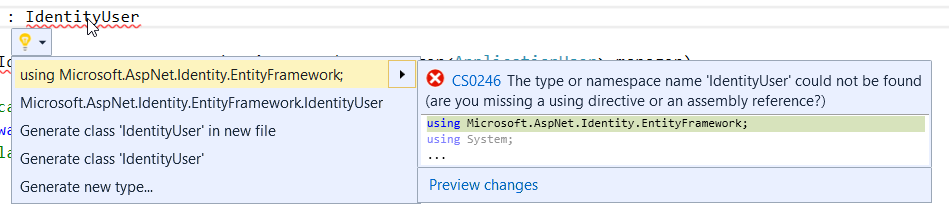 : IdentityUser
(ApplicationUser> manager)
using Microsoft.AspNet.Identity.EntityFramework;
Microsoft.AspNet.Identity.EntityFramework.IdentityUser
Generate class 'IdentityUser' in new file
Generate class 'IdentityUser'
Generate new type...
CS0246 The type or namespace name 'IdentityUser' could not be found
(are you missing a using directive or an assembly reference?)
using Microsoft.AspNet.Identity.EntityFramework;
using System;
...
Preview changes